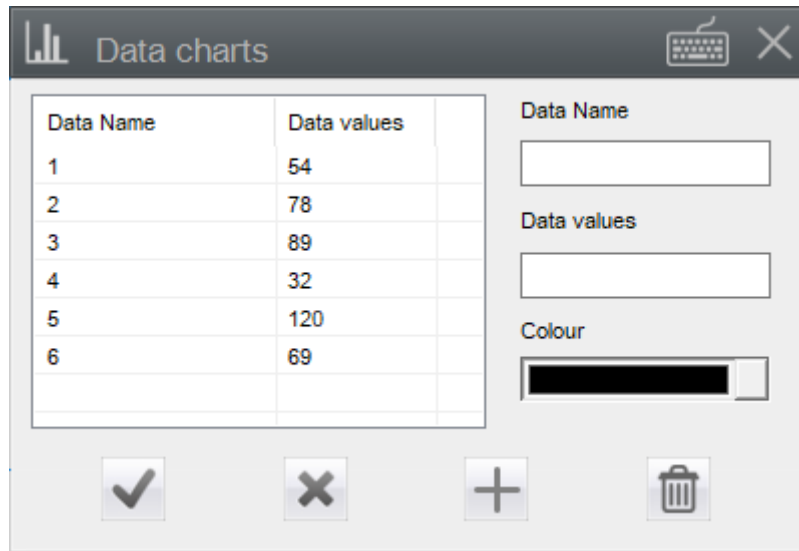 Data charts
Data Name Data values
1 54
2 78
3 89
4 32
5 120
6 69
Data Name
Data values
Colour